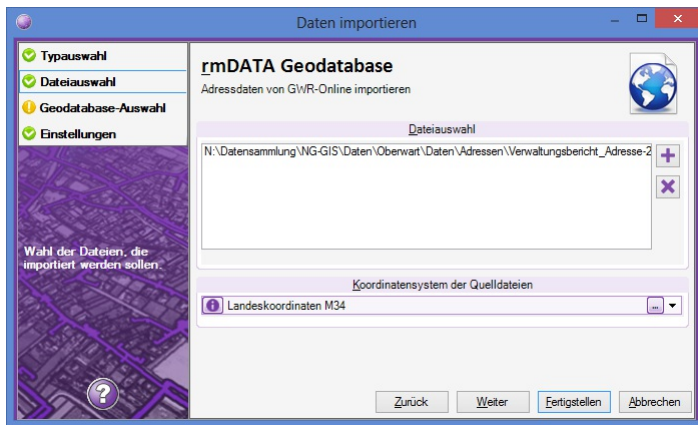 Daten importieren
Typauswahl
Dateiauswahl
Geodatabase-Auswahl
Einstellungen
Wahl der Dateien, die
importiert werden sollen.
?
rmDATA Geodatabase
Adressdaten von GWR-Online importieren
Dateiauswahl
N:\Datensammlung\NG-GIS\Daten\Oberwart\Daten\Adressen\Verwaltungsbericht_Adresse-2
Koordinatensystem der Quelldateien
Landeskoordinaten M34
...
Zurück
Weiter
Fertigstellen
Abbrechen